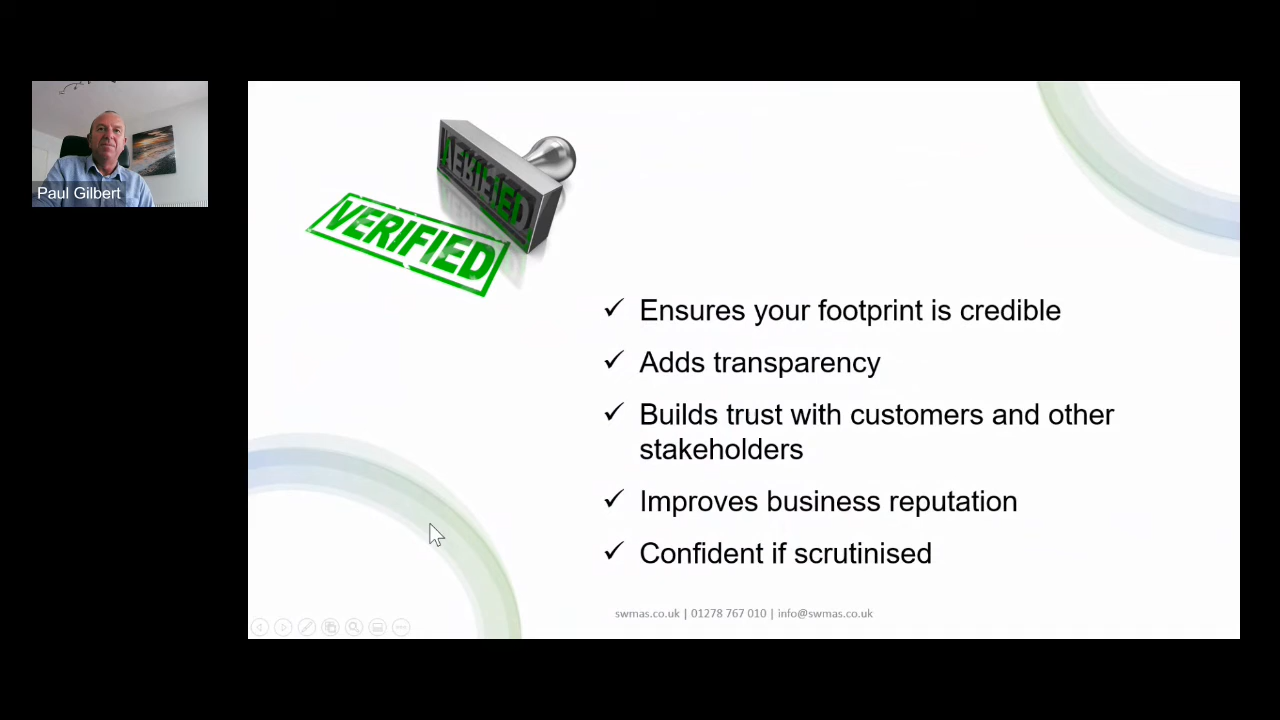 Paul Gilbert
VERIFIED
VERIFIED
Ensures your footprint is credible
Adds transparency
Builds trust with customers and other
stakeholders
Improves business reputation
Confident if scrutinised
swmas.co.uk | 01278 767 010 | info@swmas.co.uk